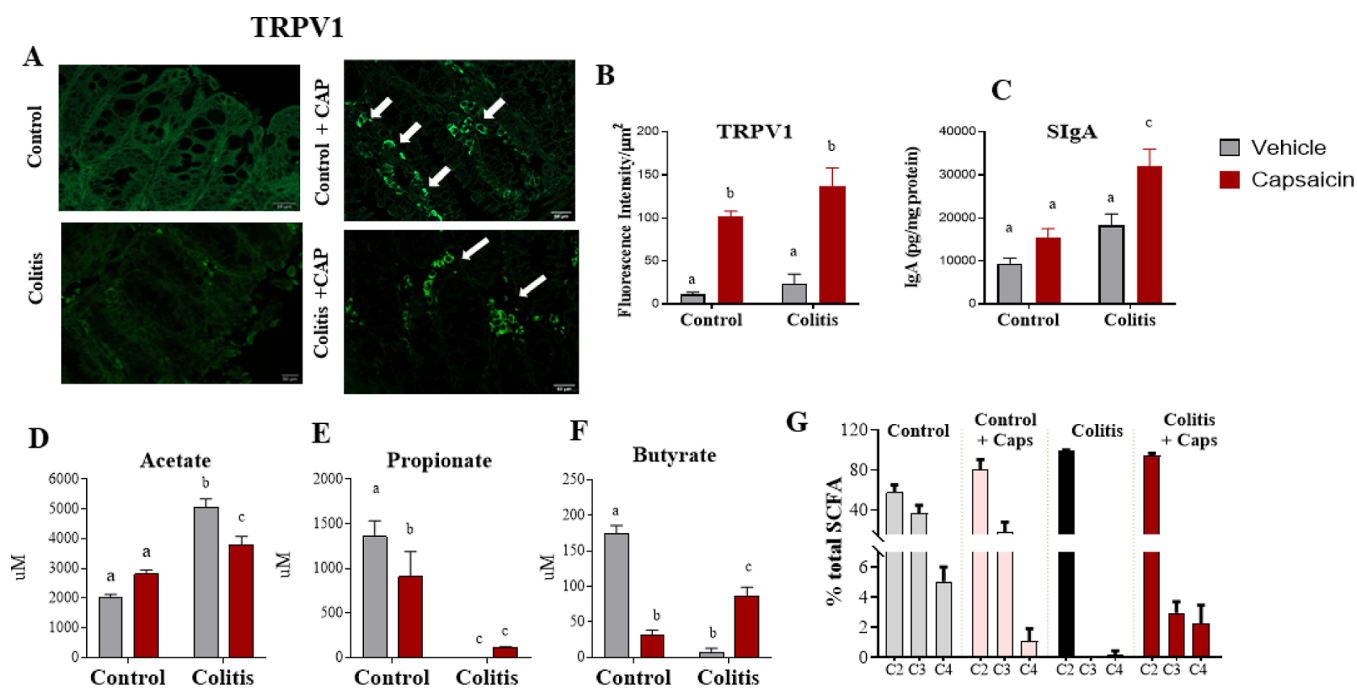 TRPV1
A
Control
Control + CAP
Colitis
Colitis +CAP
B
TRPV1
Fluorescence Intensity/µm²
200
150
100
50
0
a
b
a
b
Control
Colitis
C
SIgA
IgA (pg/mg protein)
40000
30000
20000
10000
0
a
a
a
c
Control
Colitis
Vehicle
Capsaicin
D
Acetate
uM
6000
5000
4000
3000
2000
1000
0
a
a
b
c
Control
Colitis
E
Propionate
uM
2000
1500
1000
500
0
a
b
c
c
Control
Colitis
F
Butyrate
uM
250
200
150
100
50
0
a
b
b
c
Control
Colitis
G
% total SCFA
120
80
40
6
4
2
0
Control
Control
+ Caps
Colitis
Colitis
+ Caps
C2 C3 C4
C2 C3 C4
C2 C3 C4
C2 C3 C4